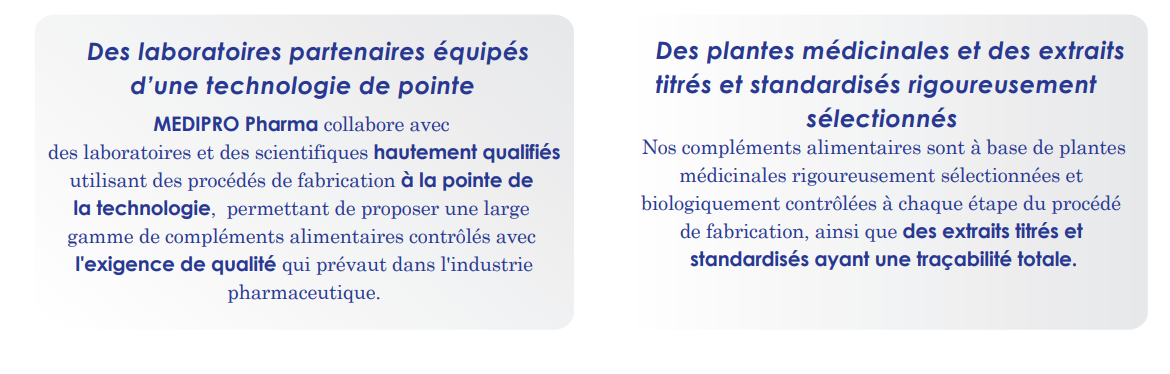 Des laboratoires partenaires équipés
d’une technologie de pointe
MEDIPRO Pharma collabore avec
des laboratoires et des scientifiques hautement qualifiés
utilisant des procédés de fabrication à la pointe de
la technologie, permettant de proposer une large
gamme de compléments alimentaires contrôlés avec
l'exigence de qualité qui prévaut dans l'industrie
pharmaceutique.
Des plantes médicinales et des extraits
titrés et standardisés rigoureusement
sélectionnés
Nos compléments alimentaires sont à base de plantes
médicinales rigoureusement sélectionnées et
biologiquement contrôlées à chaque étape du procédé
de fabrication, ainsi que des extraits titrés et
standardisés ayant une traçabilité totale.